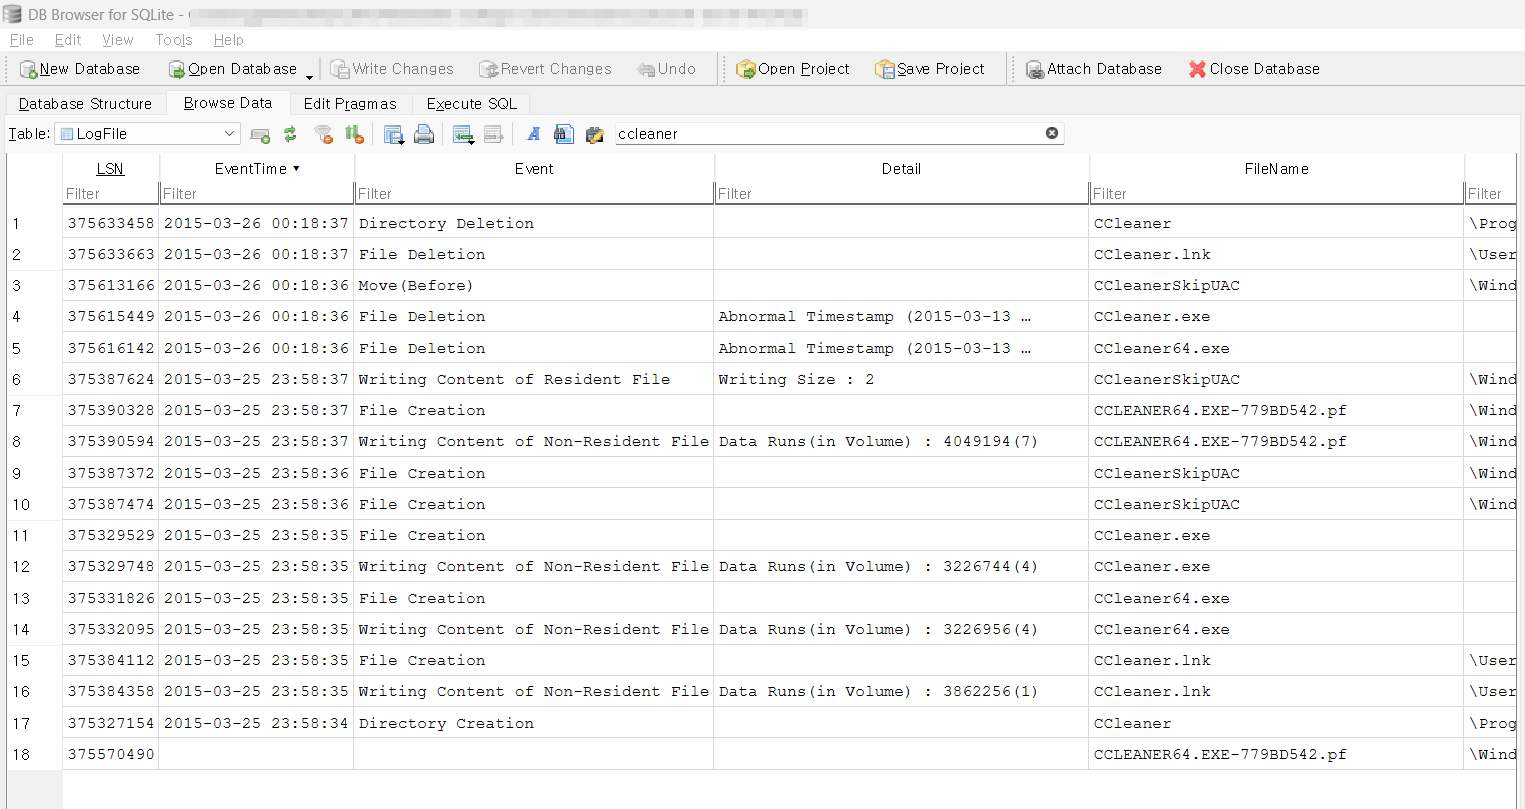 DB Browser for SQLite -
File Edit View Tools Help
New Database Open Database Write Changes Revert Changes Undo Open Project Save Project Attach Database Close Database
Database Structure Browse Data Edit Pragmas Execute SQL
Table: LogFile ccleaner
LSN EventTime Event Detail FileName
Filter Filter Filter Filter Filter Filter
1 375633458 2015-03-26 00:18:37 Directory Deletion CCleaner \Prog
2 375633663 2015-03-26 00:18:37 File Deletion CCleaner.lnk \User
3 375613166 2015-03-26 00:18:36 Move(Before) CCleanerSkipUAC \Wind
4 375615449 2015-03-26 00:18:36 File Deletion Abnormal Timestamp (2015-03-13 … CCleaner.exe
5 375616142 2015-03-26 00:18:36 File Deletion Abnormal Timestamp (2015-03-13 … CCleaner64.exe
6 375387624 2015-03-25 23:58:37 Writing Content of Resident File Writing Size : 2 CCleanerSkipUAC \Wind
7 375390328 2015-03-25 23:58:37 File Creation CCLEANER64.EXE-779BD542.pf \Wind
8 375390594 2015-03-25 23:58:37 Writing Content of Non-Resident File Data Runs(in Volume) : 4049194(7) CCLEANER64.EXE-779BD542.pf \Wind
9 375387372 2015-03-25 23:58:36 File Creation CCleanerSkipUAC \Wind
10 375387474 2015-03-25 23:58:36 File Creation CCleanerSkipUAC \Wind
11 375329529 2015-03-25 23:58:35 File Creation CCleaner.exe
12 375329748 2015-03-25 23:58:35 Writing Content of Non-Resident File Data Runs(in Volume) : 3226744(4) CCleaner.exe
13 375331826 2015-03-25 23:58:35 File Creation CCleaner64.exe
14 375332095 2015-03-25 23:58:35 Writing Content of Non-Resident File Data Runs(in Volume) : 3226956(4) CCleaner64.exe
15 375384112 2015-03-25 23:58:35 File Creation CCleaner.lnk \User
16 375384358 2015-03-25 23:58:35 Writing Content of Non-Resident File Data Runs(in Volume) : 3862256(1) CCleaner.lnk \User
17 375327154 2015-03-25 23:58:34 Directory Creation CCleaner \Prog
18 375570490 CCLEANER64.EXE-779BD542.pf \Wind